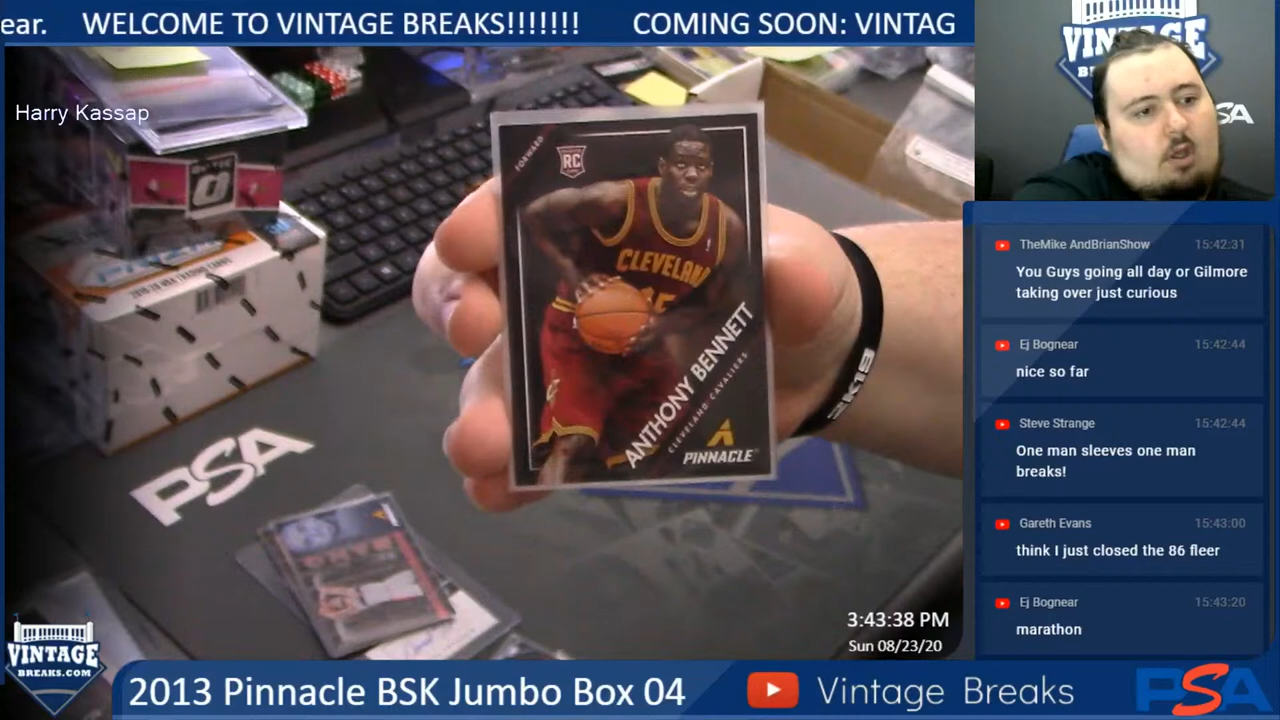 ear.    WELCOME TO VINTAGE BREAKS!!!!!!!    COMING SOON: VINTAG
Harry Kassap
FORWARD
RC
CLEVELAND
15
ANTHONY BENNETT
CLEVELAND CAVALIERS
PINNACLE
2K19
PSA
VINTAGE
PSA
TheMike AndBrianShow 15:42:31
You Guys going all day or Gilmore
taking over just curious
Ej Bognear 15:42:44
nice so far
Steve Strange 15:42:44
One man sleeves one man
breaks!
Gareth Evans 15:43:00
think I just closed the 86 fleer
Ej Bognear 15:43:20
marathon
3:43:38 PM
Sun 08/23/20
VINTAGE
BREAKS.COM
2013 Pinnacle BSK Jumbo Box 04
Vintage Breaks
PSA